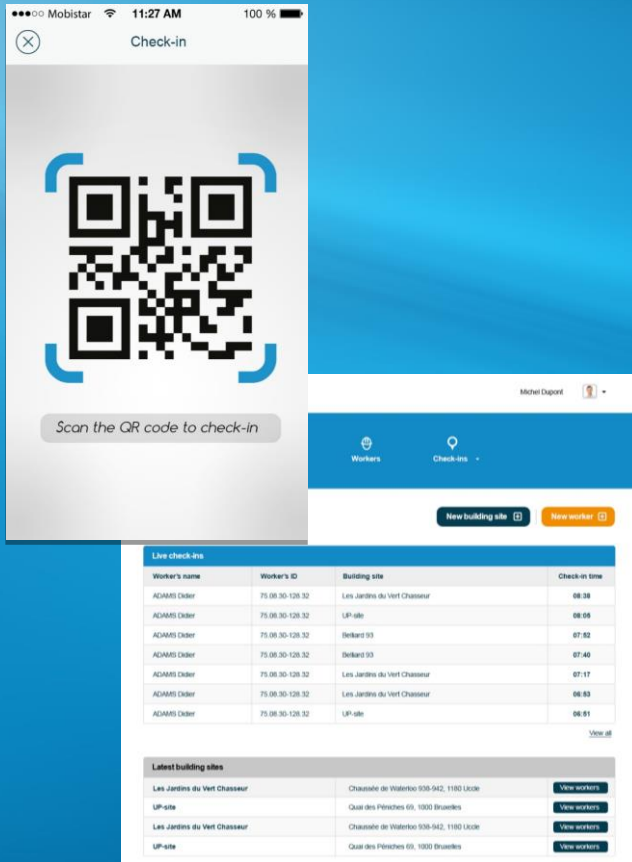 Mobistar 11:27 AM 100 %
Check-in
Scan the QR code to check-in
Michel Dupont
Workers Check-ins
New building site New worker
Live check-ins
Worker's name Worker's ID Building site Check-in time
ADAMS Didier 75.08.30-128.32 Les Jardins du Vert Chasseur 08:38
ADAMS Didier 75.08.30-128.32 UP-site 08:05
ADAMS Didier 75.08.30-128.32 Belliard 93 07:52
ADAMS Didier 75.08.30-128.32 Belliard 93 07:40
ADAMS Didier 75.08.30-128.32 Les Jardins du Vert Chasseur 07:17
ADAMS Didier 75.08.30-128.32 Les Jardins du Vert Chasseur 06:53
ADAMS Didier 75.08.30-128.32 UP-site 06:51
View all
Latest building sites
Les Jardins du Vert Chasseur Chaussée de Waterloo 938-942, 1180 Uccle View workers
UP-site Quai des Péniches 69, 1000 Bruxelles View workers
Les Jardins du Vert Chasseur Chaussée de Waterloo 938-942, 1180 Uccle View workers
UP-site Quai des Péniches 69, 1000 Bruxelles View workers